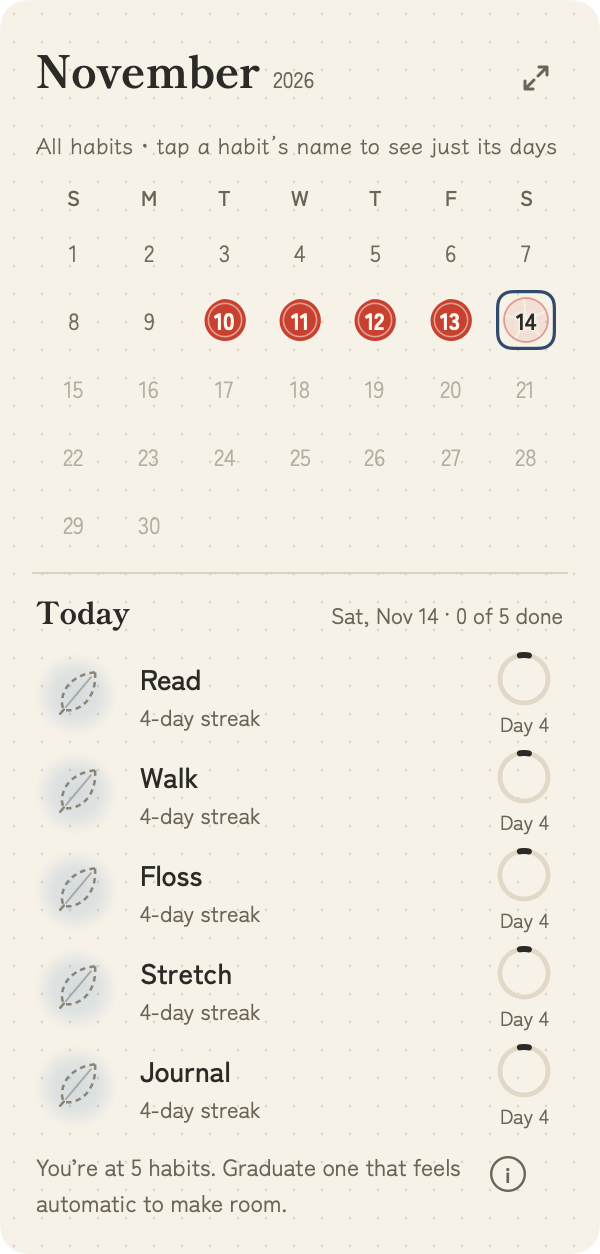 November 2026
All habits · tap a habit’s name to see just its days
S M T W T F S
1 2 3 4 5 6 7
8 9 10 11 12 13 14
15 16 17 18 19 20 21
22 23 24 25 26 27 28
29 30
Today Sat, Nov 14 · 0 of 5 done
Read
4-day streak
Day 4
Walk
4-day streak
Day 4
Floss
4-day streak
Day 4
Stretch
4-day streak
Day 4
Journal
4-day streak
Day 4
You’re at 5 habits. Graduate one that feels
automatic to make room.